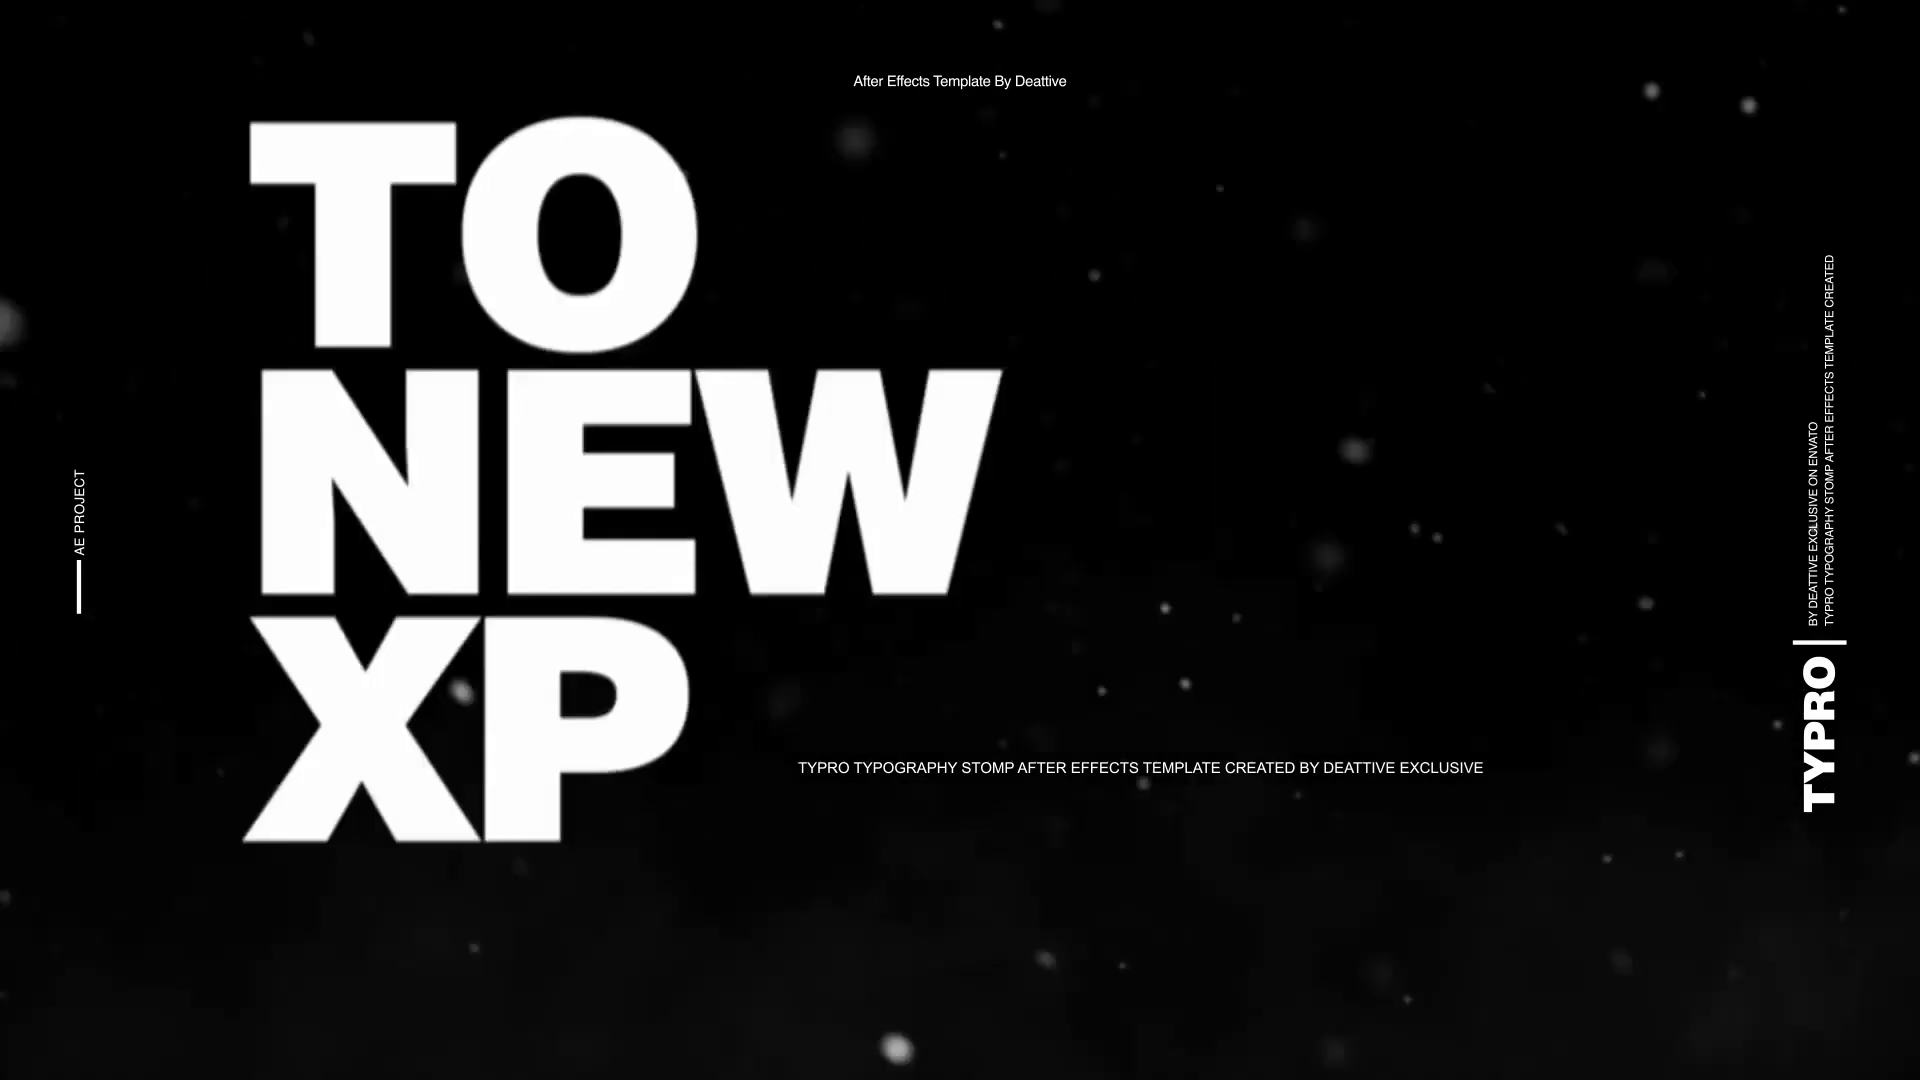 After Effects Template By Deattive
TO
NEW
XP
AE PROJECT
TYPRO TYPOGRAPHY STOMP AFTER EFFECTS TEMPLATE CREATED BY DEATTIVE EXCLUSIVE
TYPRO
BY DEATTIVE EXCLUSIVE ON ENVATO
TYPRO TYPOGRAPHY STOMP AFTER EFFECTS TEMPLATE CREATED